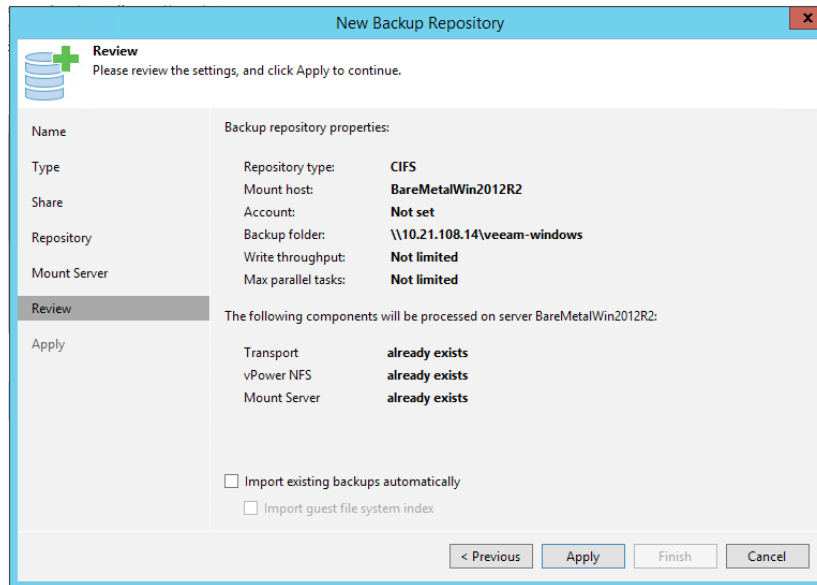 New Backup Repository
x
Review
Please review the settings, and click Apply to continue.
Name
Type
Share
Repository
Mount Server
Review
Apply
Backup repository properties:
Repository type: CIFS
Mount host: BareMetalWin2012R2
Account: Not set
Backup folder: \\10.21.108.14\veeam-windows
Write throughput: Not limited
Max parallel tasks: Not limited
The following components will be processed on server BareMetalWin2012R2:
Transport already exists
vPower NFS already exists
Mount Server already exists
Import existing backups automatically
Import guest file system index
< Previous Apply Finish Cancel